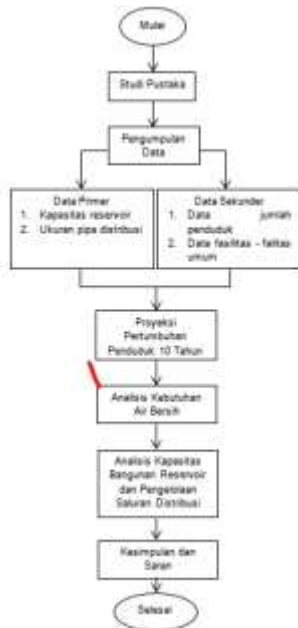 Mulai
Studi Pustaka
Pengumpulan
Data
Data Primer
1. Kapasitas reservoir
2. Ukuran pipa distribusi
Data Sekunder
1. Data jumlah
penduduk
2. Data fasilitas - falitas
umum
Proyeksi
Pertumbuhan
Penduduk 10 Tahun
Analisis Kebutuhan
Air Bersih
Analisis Kapasitas
Bangunan Reservoir
dan Pengelolaan
Saluran Distribusi
Kesimpulan dan
Saran
Selesai